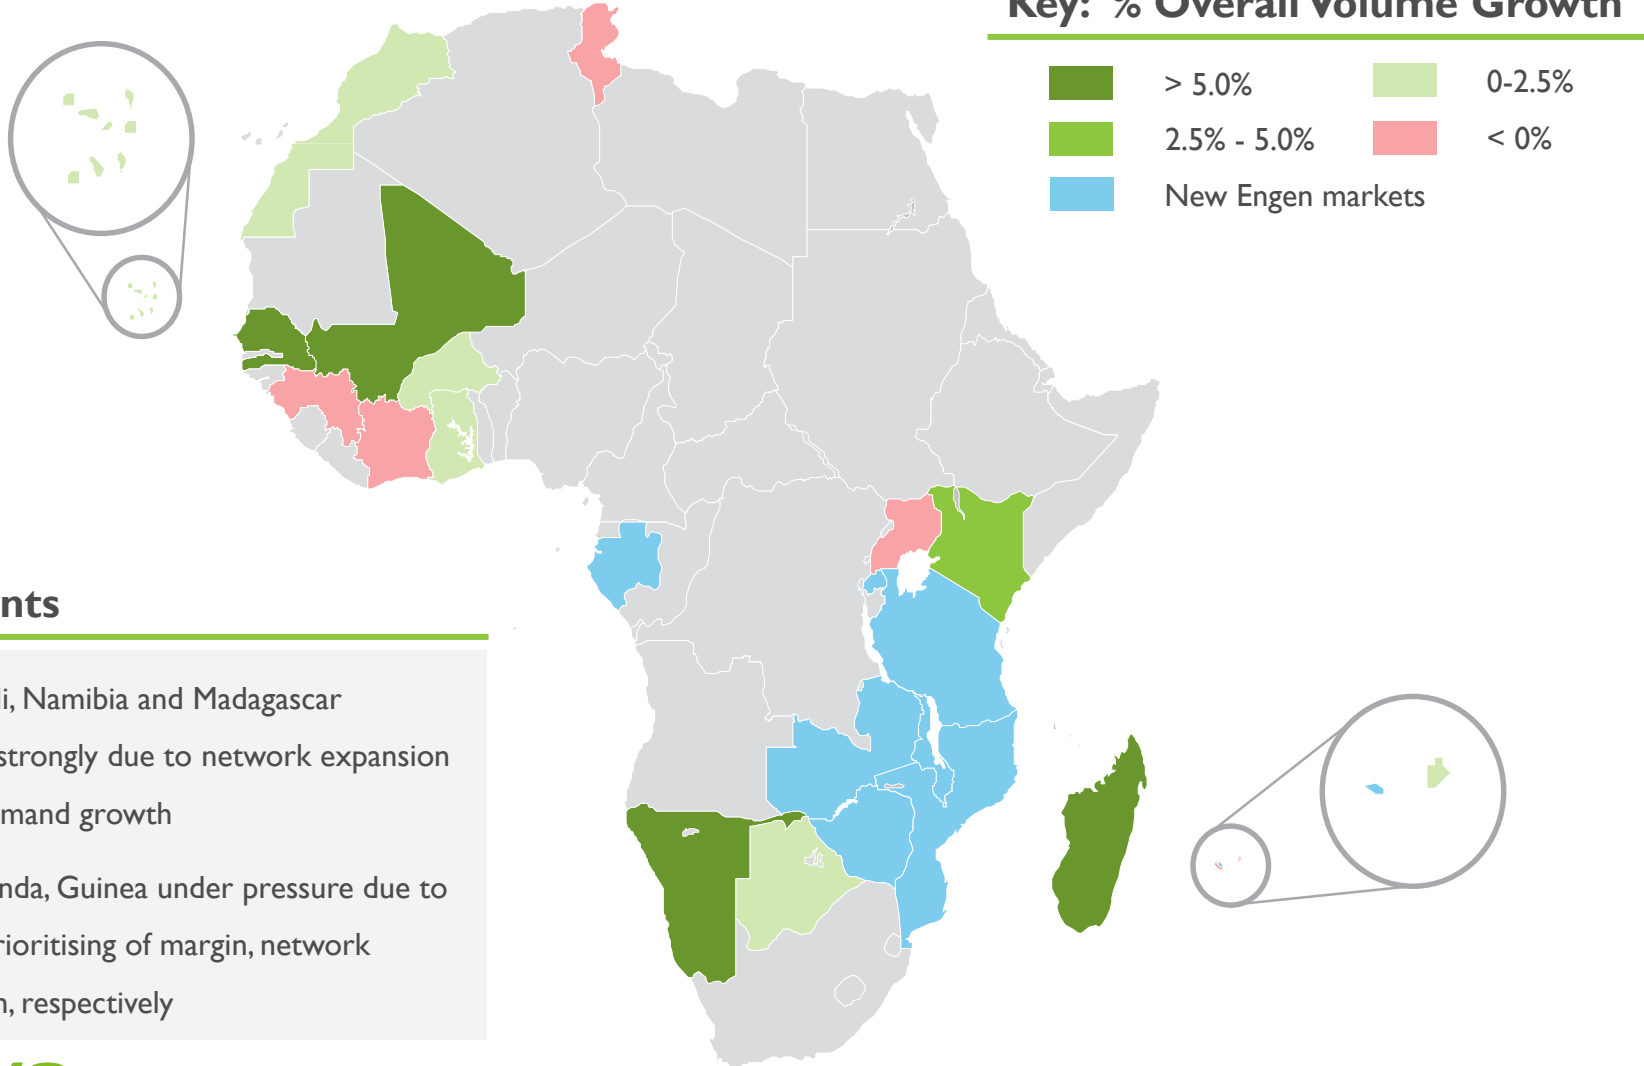 Key: % Overall Volume Growth
> 5.0%
0-2.5%
2.5% - 5.0%
< 0%
New Engen markets
nts
li, Namibia and Madagascar
strongly due to network expansion
mand growth
nda, Guinea under pressure due to
rioritising of margin, network
n, respectively